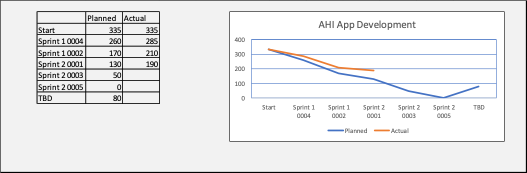 Planned Actual
Start 335 335
Sprint 1 0004 260 285
Sprint 1 0002 170 210
Sprint 2 0001 130 190
Sprint 2 0003 50
Sprint 2 0005 0
TBD 80
AHI App Development
400
300
200
100
0
Start Sprint 1 Sprint 1 Sprint 2 Sprint 2 Sprint 2 TBD
0004 0002 0001 0003 0005
Planned Actual